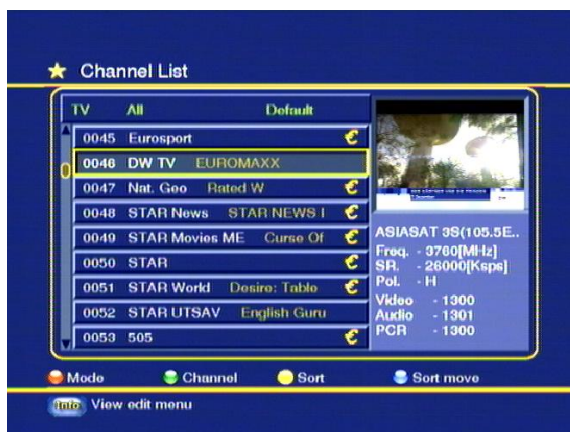 Channel List
TV All Default
0045 Eurosport €
0046 DW TV EUROMAXX
0047 Nat. Geo Rated W €
0048 STAR News STAR NEWS I €
0049 STAR Movies ME Curse Of €
0050 STAR €
0051 STAR World Desire: Table €
0052 STAR UTSAV English Guru
0053 505 €
ASIASAT 3S(105.5E..
Freq. - 3760[MHz]
SR. - 26000[Ksps]
Pol. - H
Video - 1300
Audio - 1301
PCR - 1300
Mode Channel Sort Sort move
Info View edit menu